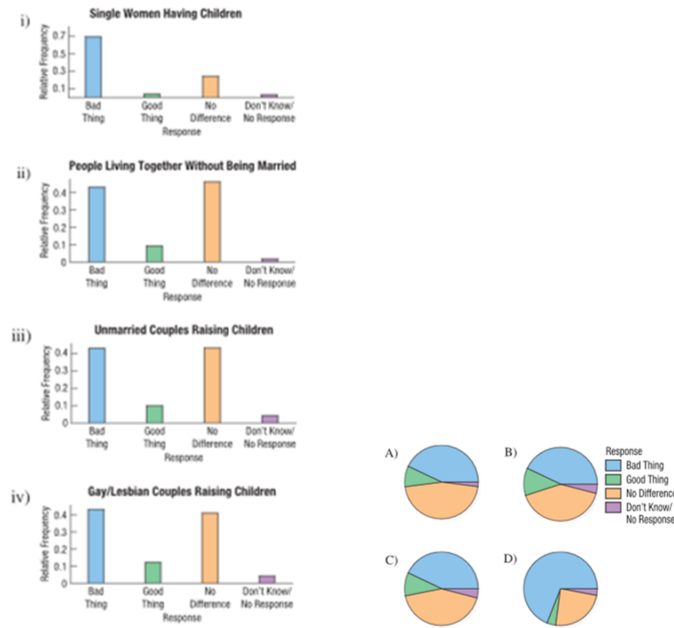 i)
Single Women Having Children
Relative Frequency
0.7
0.5
0.3
0.1
Bad Thing
Good Thing
No Difference
Don't Know/ No Response
Response
ii)
People Living Together Without Being Married
Relative Frequency
0.4
0.3
0.2
0.1
0
Bad Thing
Good Thing
No Difference
Don't Know/ No Response
Response
iii)
Unmarried Couples Raising Children
Relative Frequency
0.4
0.3
0.2
0.1
0
Bad Thing
Good Thing
No Difference
Don't Know/ No Response
Response
iv)
Gay/Lesbian Couples Raising Children
Relative Frequency
0.4
0.3
0.2
0.1
0
Bad Thing
Good Thing
No Difference
Don't Know/ No Response
Response
A)
B)
Response
Bad Thing
Good Thing
No Difference
Don't Know/
No Response
C)
D)